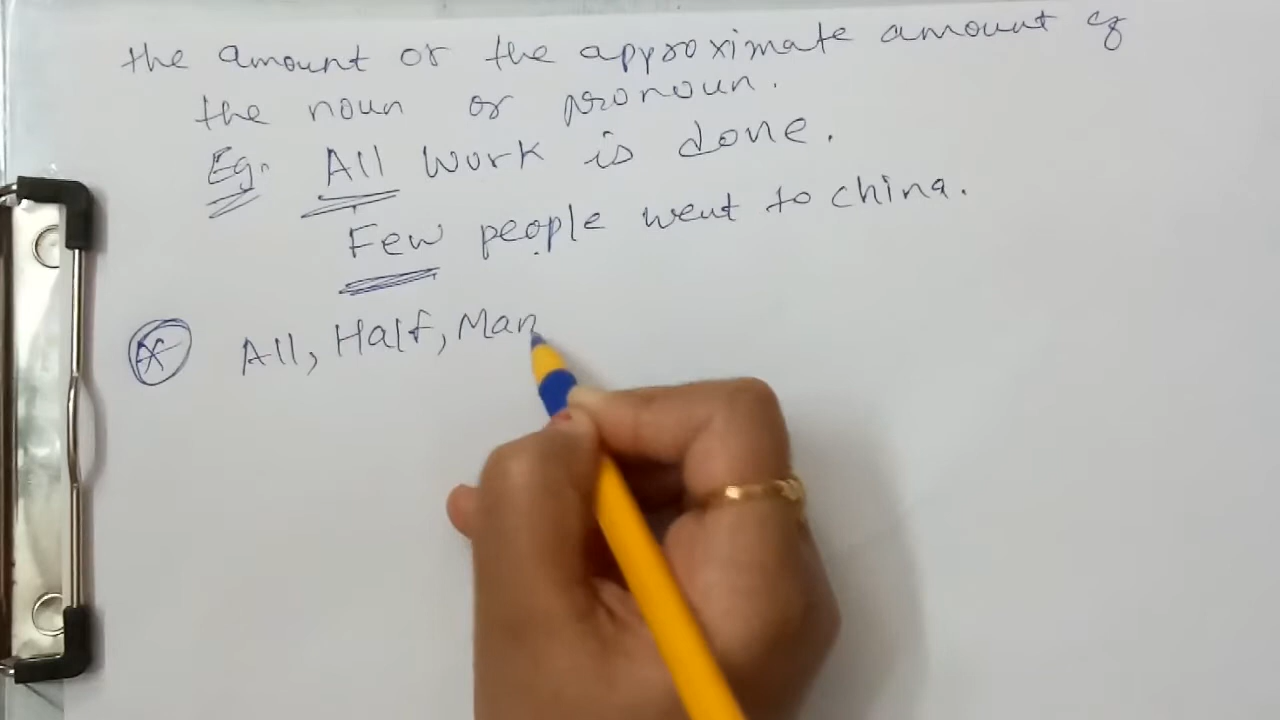 the amount or the approximate amount of
the noun or pronoun.
Eg. All work is done.
Few people went to china.
All, Half, Man